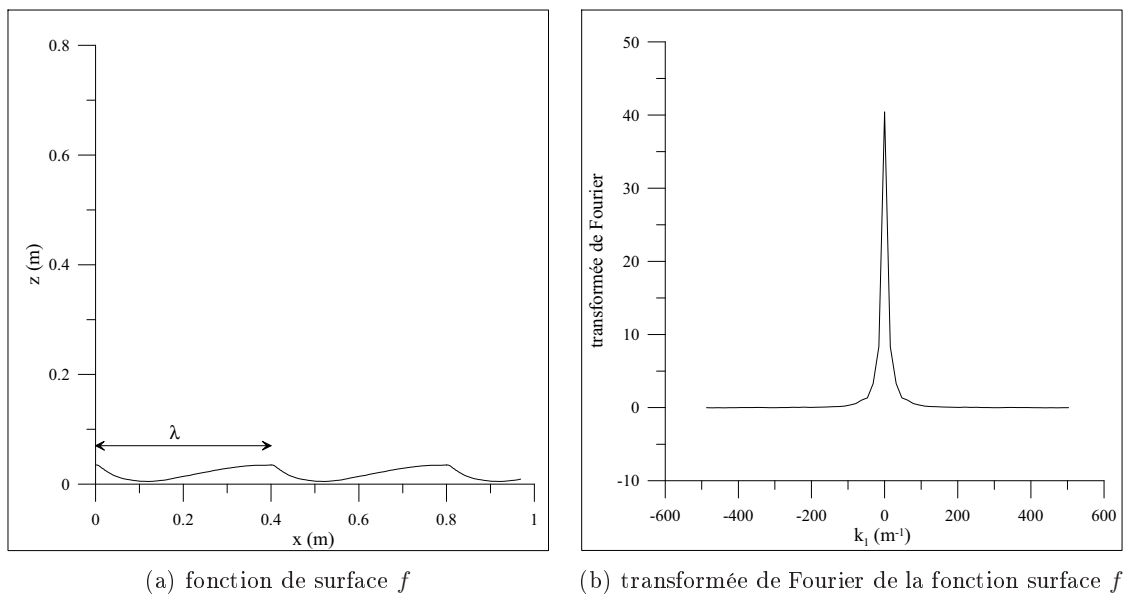 0.8
0.6
0.4
0.2
0
z (m)
λ
0 0.2 0.4 0.6 0.8 1
x (m)
(a) fonction de surface f
50
40
30
20
10
0
-10
transformée de Fourier
-600 -400 -200 0 200 400 600
k₁ (m⁻¹)
(b) transformée de Fourier de la fonction surface f